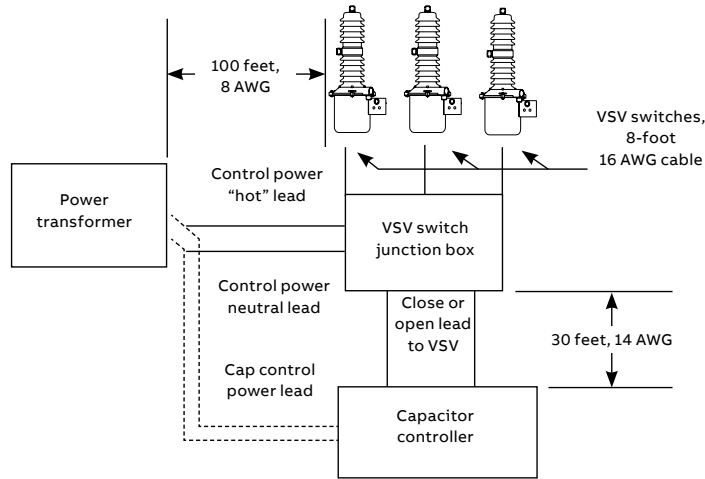 100 feet,
8 AWG
VSV switches,
8-foot
16 AWG cable
Control power
“hot” lead
Power
transformer
VSV switch
junction box
Control power
neutral lead
Close or
open lead
to VSV
30 feet, 14 AWG
Cap control
power lead
Capacitor
controller